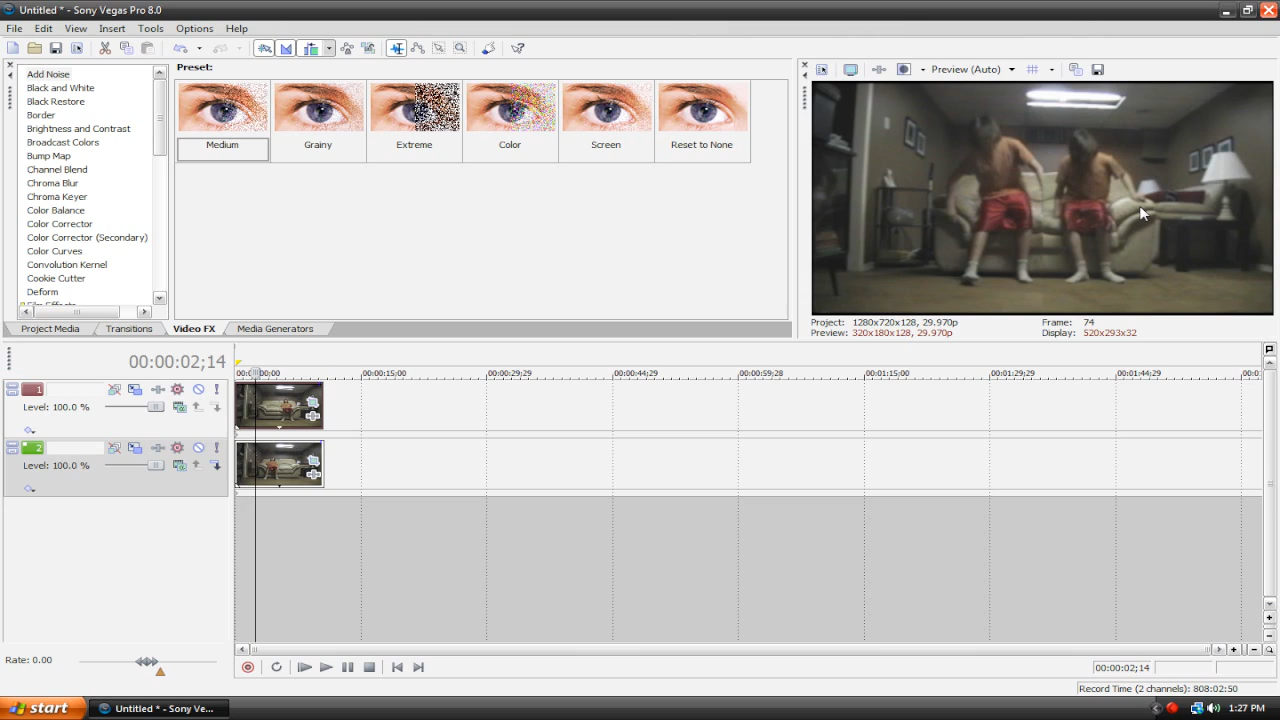 Untitled * - Sony Vegas Pro 8.0
File Edit View Insert Tools Options Help
Add Noise
Black and White
Black Restore
Border
Brightness and Contrast
Broadcast Colors
Bump Map
Channel Blend
Chroma Blur
Chroma Keyer
Color Balance
Color Corrector
Color Corrector (Secondary)
Color Curves
Convolution Kernel
Cookie Cutter
Deform
Film Effects
Preset:
Medium Grainy Extreme Color Screen Reset to None
Preview (Auto)
Project: 1280x720x128, 29.970p Frame: 74
Preview: 320x180x128, 29.970p Display: 520x293x32
Project Media Transitions Video FX Media Generators
00:00:02;14
00:00:15;00 00:00:29;29 00:00:44;29 00:00:59;28 00:01:15;00 00:01:29;29 00:01:44;29
1
Level: 100.0 %
2
Level: 100.0 %
Rate: 0.00
00:00:02;14
Record Time (2 channels): 808:02:50
start Untitled * - Sony Ve... 1:27 PM